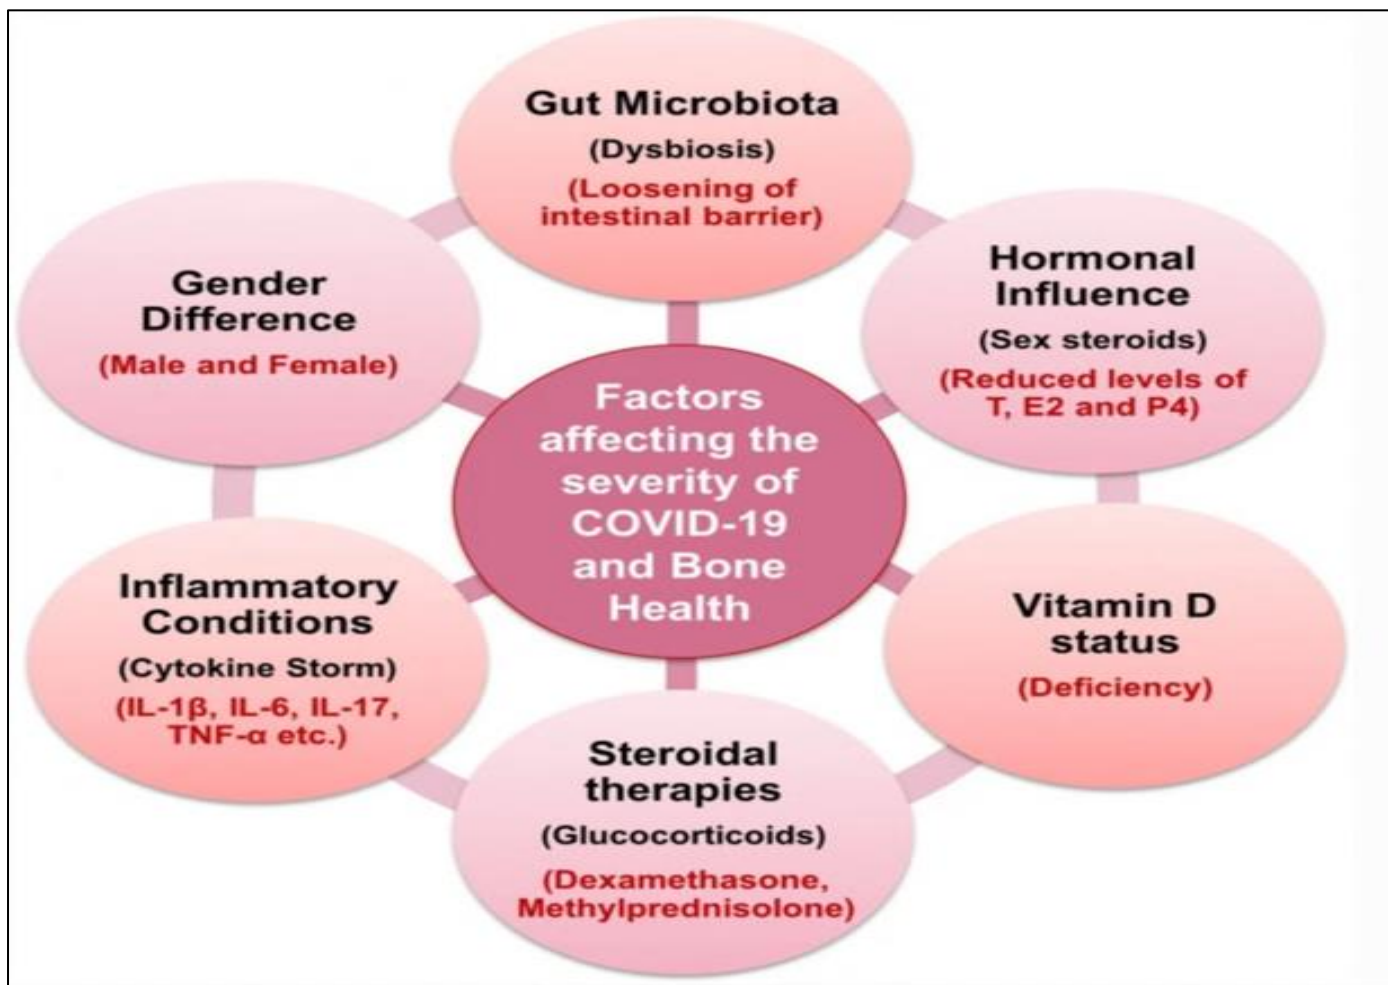 Gut Microbiota
(Dysbiosis)
(Loosening of
intestinal barrier)
Hormonal
Influence
(Sex steroids)
(Reduced levels of
T, E2 and P4)
Vitamin D
status
(Deficiency)
Steroidal
therapies
(Glucocorticoids)
(Dexamethasone,
Methylprednisolone)
Inflammatory
Conditions
(Cytokine Storm)
(IL-1β, IL-6, IL-17,
TNF-α etc.)
Gender
Difference
(Male and Female)
Factors
affecting the
severity of
COVID-19
and Bone
Health